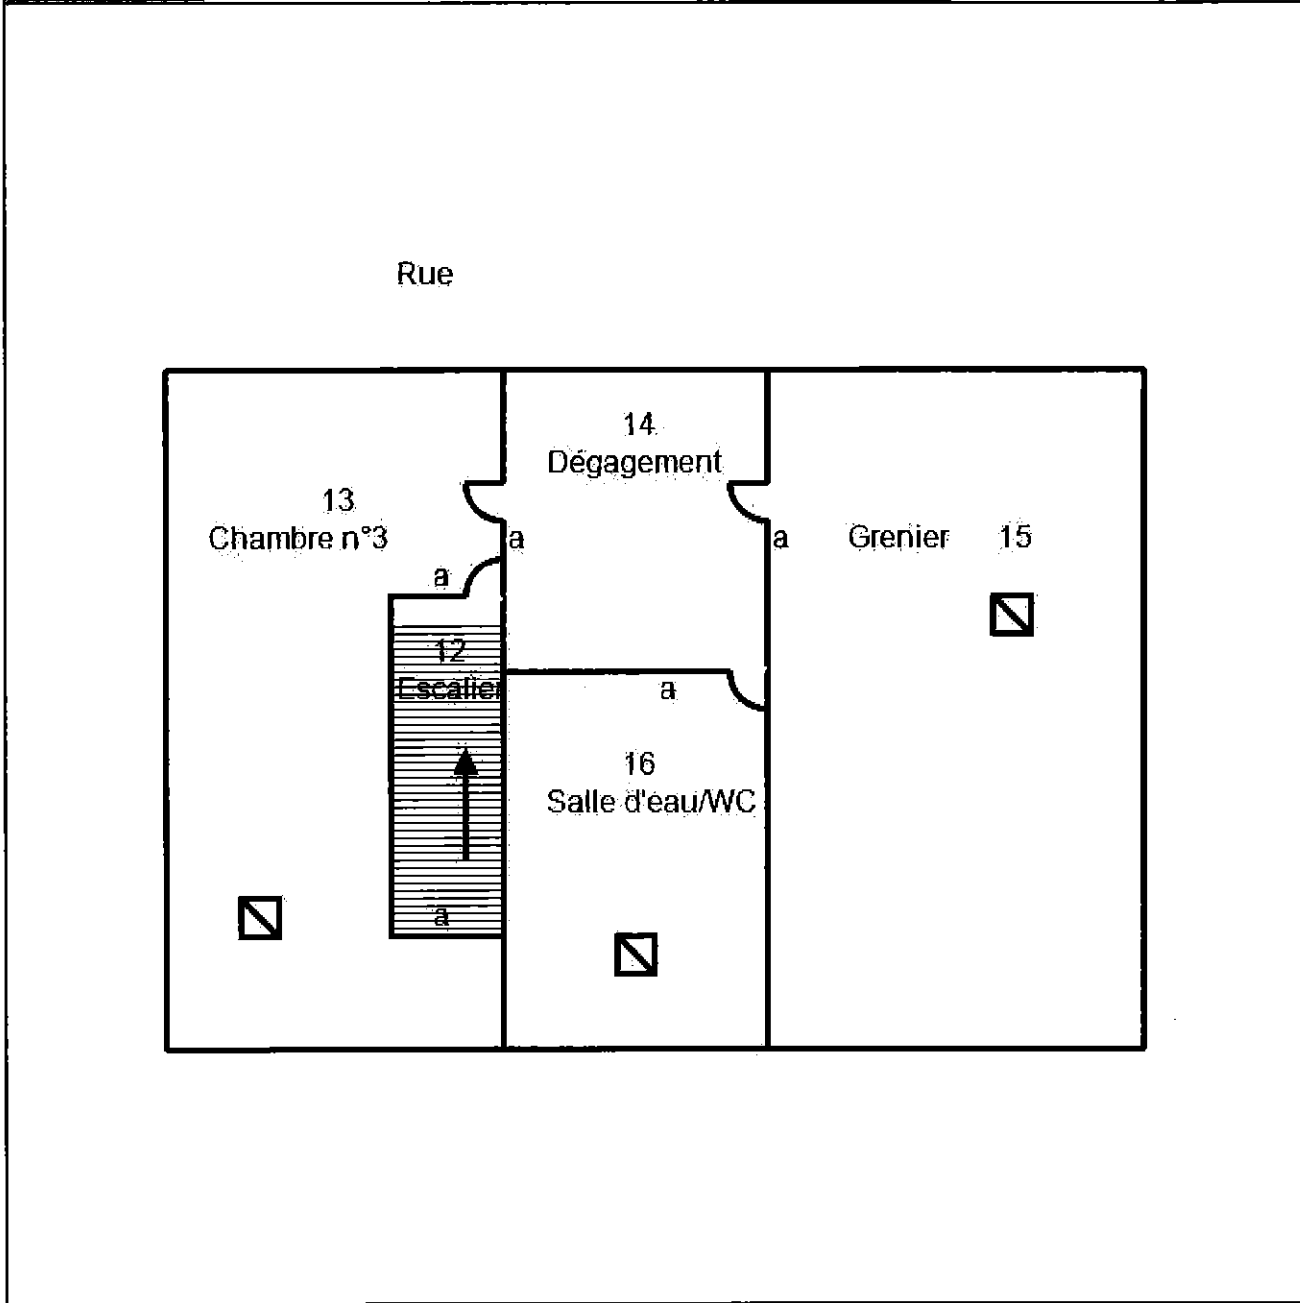 Rue
14
Dégagement
13
Chambre n°3
a
a
Grenier 15
a
12
Escalier
a
16
Salle d'eau/WC
a